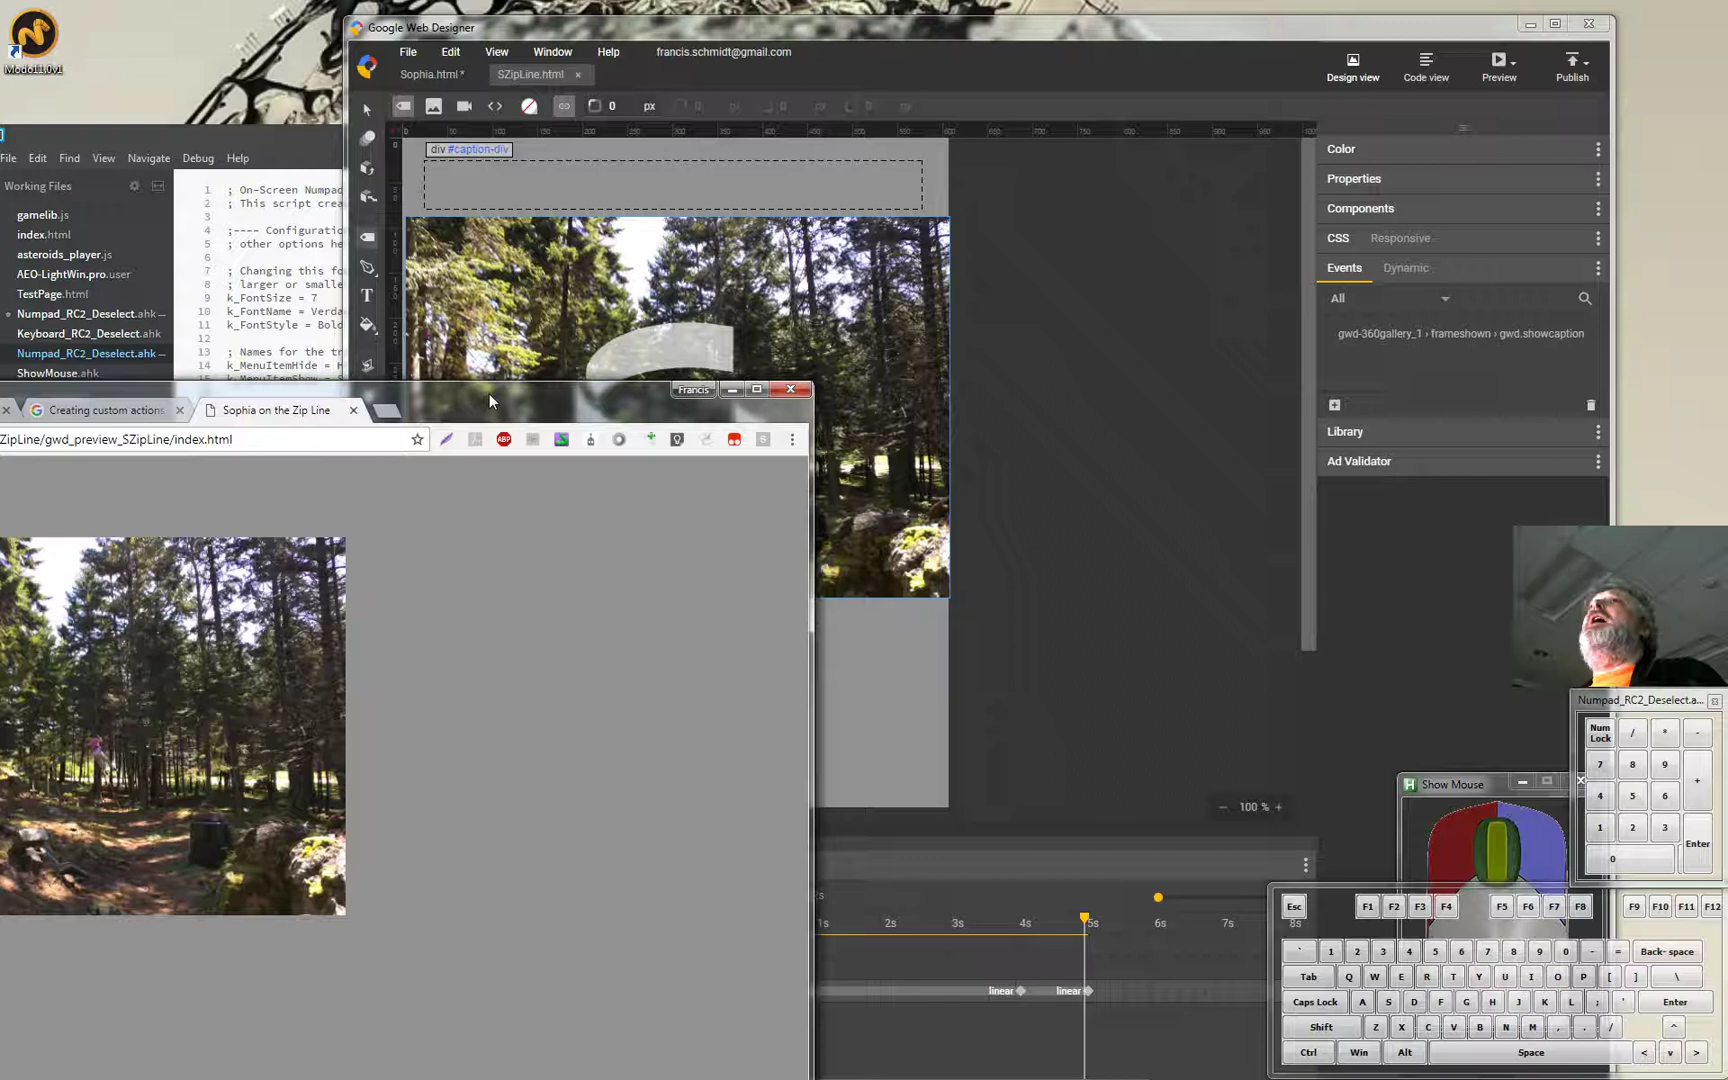 Modo11.0v1
Google Web Designer
File Edit View Window Help francis.schmidt@gmail.com
Sophia.html* SZipLine.html ×
Design view Code view Preview Publish
0 px
div #caption-div
File Edit Find View Navigate Debug Help
Working Files
gamelib.js
index.html
asteroids_player.js
AEO-LightWin.pro.user
TestPage.html
Numpad_RC2_Deselect.ahk —
Keyboard_RC2_Deselect.ahk
Numpad_RC2_Deselect.ahk —
ShowMouse.ahk
1 ; On-Screen Numpa
2 ; This script crea
3
4 ;---- Configuratio
5 ; other options he
6
7 ; Changing this fo
8 ; larger or smalle
9 k_FontSize = 7
10 k_FontName = Verda
11 k_FontStyle = Bold
12
13 ; Names for the tr
14 k_MenuItemHide = H
Color
Properties
Components
CSS Responsive
Events Dynamic
All
gwd-360gallery_1 › frameshown › gwd.showcaption
Library
Ad Validator
Francis
Creating custom actions × Sophia on the Zip Line ×
ZipLine/gwd_preview_SZipLine/index.html
ABP
100 %
3s 4s 5s 6s 7s 8s
1s 2s
linear linear
Numpad_RC2_Deselect.a...
Num Lock / * -
7 8 9 +
4 5 6
1 2 3 Enter
0
Show Mouse
Esc F1 F2 F3 F4 F5 F6 F7 F8 F9 F10 F11 F12
` 1 2 3 4 5 6 7 8 9 0 - = Back- space
Tab Q W E R T Y U I O P [ ] \
Caps Lock A S D F G H J K L ; ' Enter
Shift Z X C V B N M , . / ^
Ctrl Win Alt Space < v >